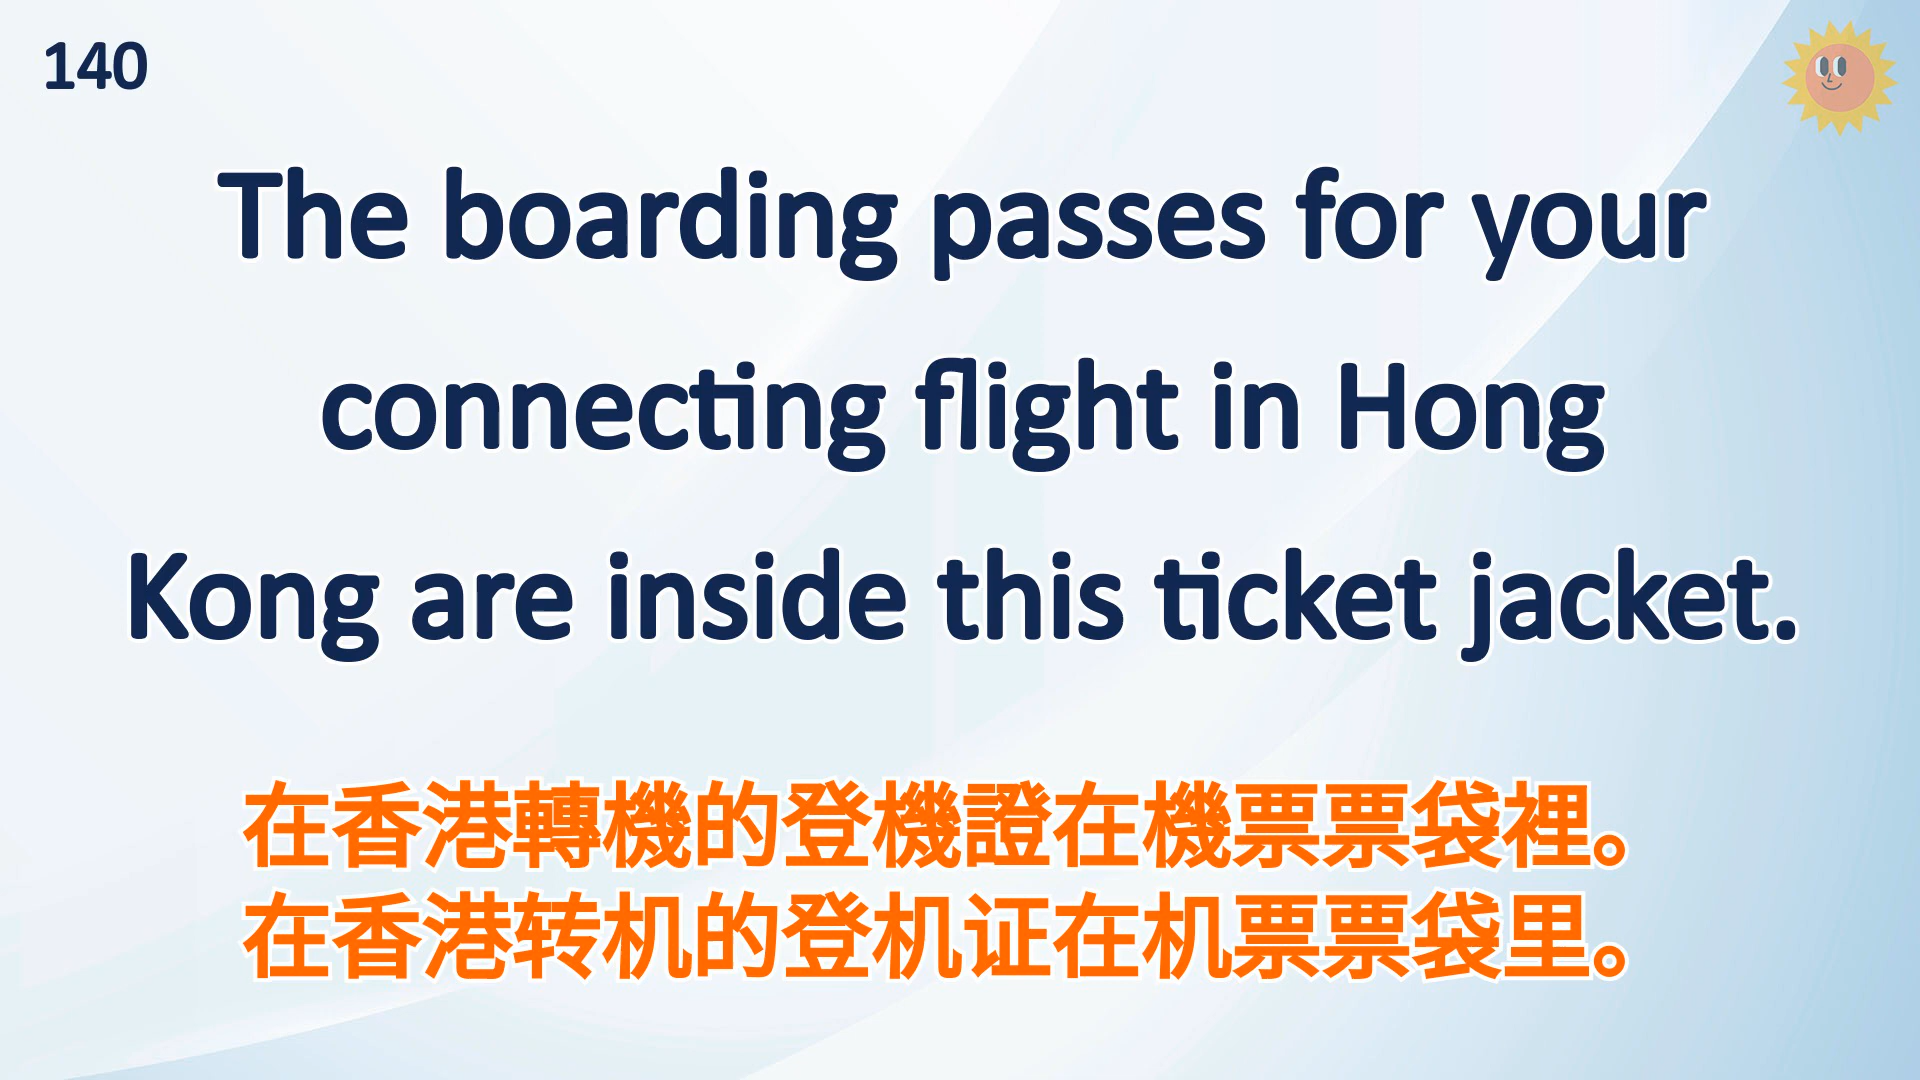 140
The boarding passes for your
connecting flight in Hong
Kong are inside this ticket jacket.
在香港轉機的登機證在機票票袋裡。
在香港转机的登机证在机票票袋里。